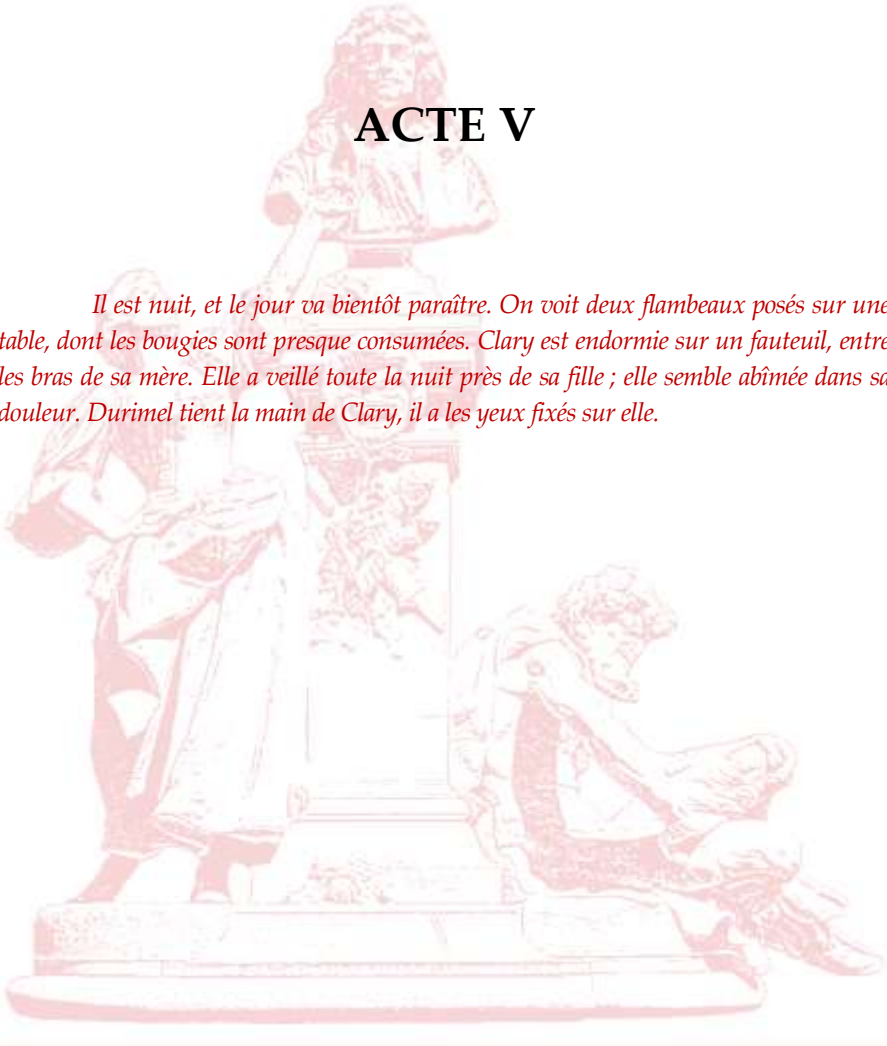 ACTE V
Il est nuit, et le jour va bientôt paraître. On voit deux flambeaux posés sur une
table, dont les bougies sont presque consumées. Clary est endormie sur un fauteuil, entre
les bras de sa mère. Elle a veillé toute la nuit près de sa fille ; elle semble abîmée dans sa
douleur. Durimel tient la main de Clary, il a les yeux fixés sur elle.